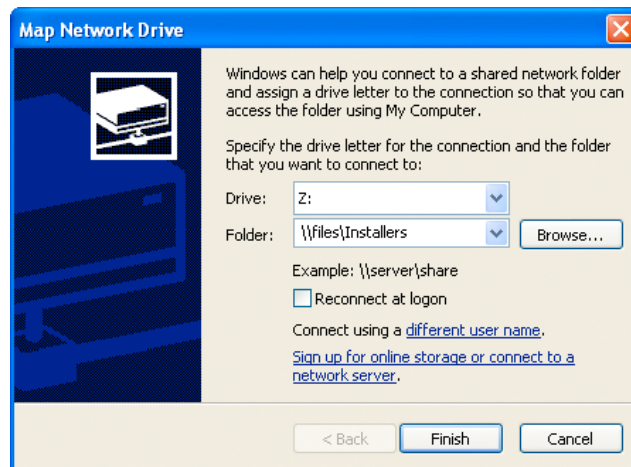 Map Network Drive
Windows can help you connect to a shared network folder
and assign a drive letter to the connection so that you can
access the folder using My Computer.
Specify the drive letter for the connection and the folder
that you want to connect to:
Drive: Z:
Folder: \\files\Installers Browse...
Example: \\server\share
Reconnect at logon
Connect using a different user name.
Sign up for online storage or connect to a
network server.
< Back Finish Cancel